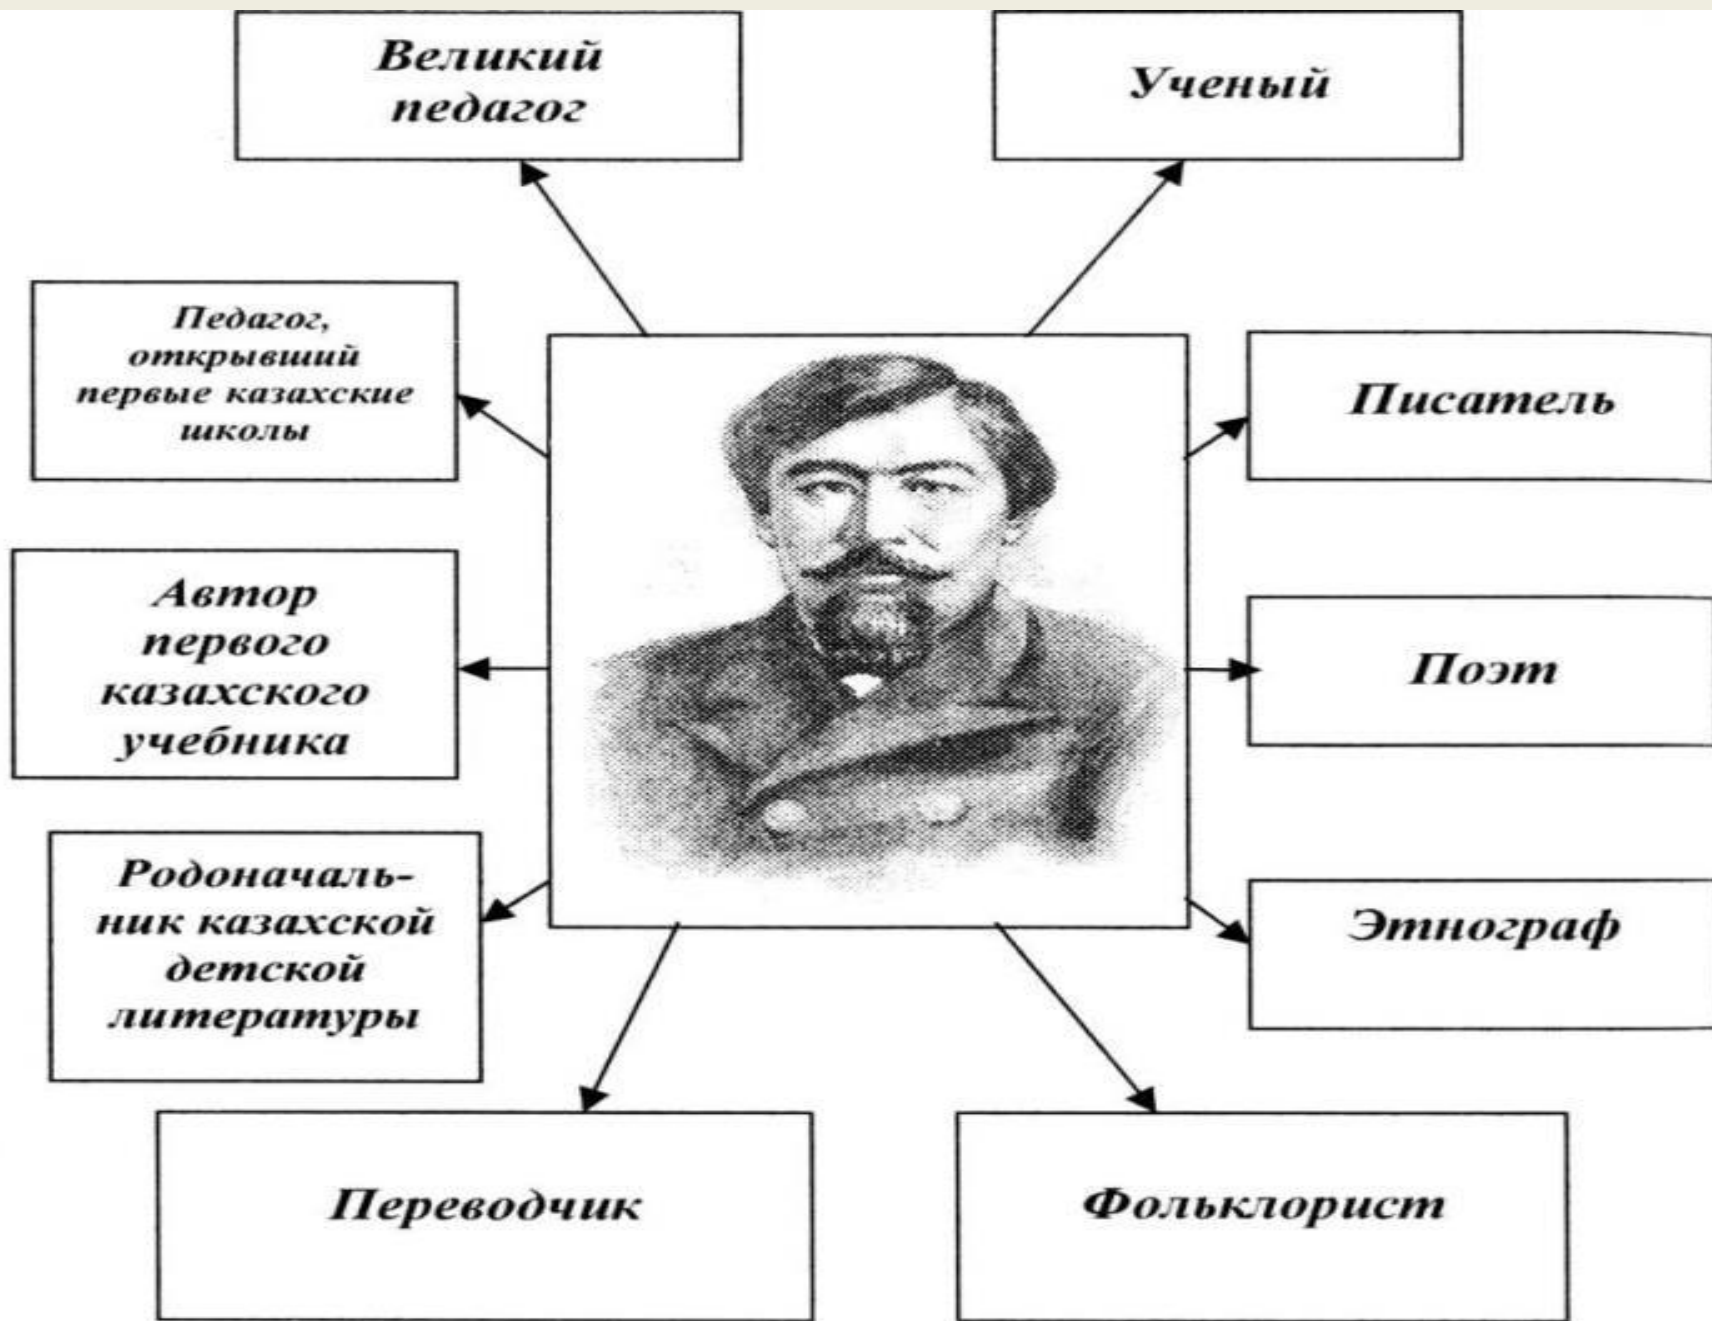 Великий
педагог
Ученый
Педагог,
открывший
первые казахские
школы
Писатель
Автор
первого
казахского
учебника
Поэт
Родоначаль-
ник казахской
детской
литературы
Этнограф
Переводчик
Фольклорист